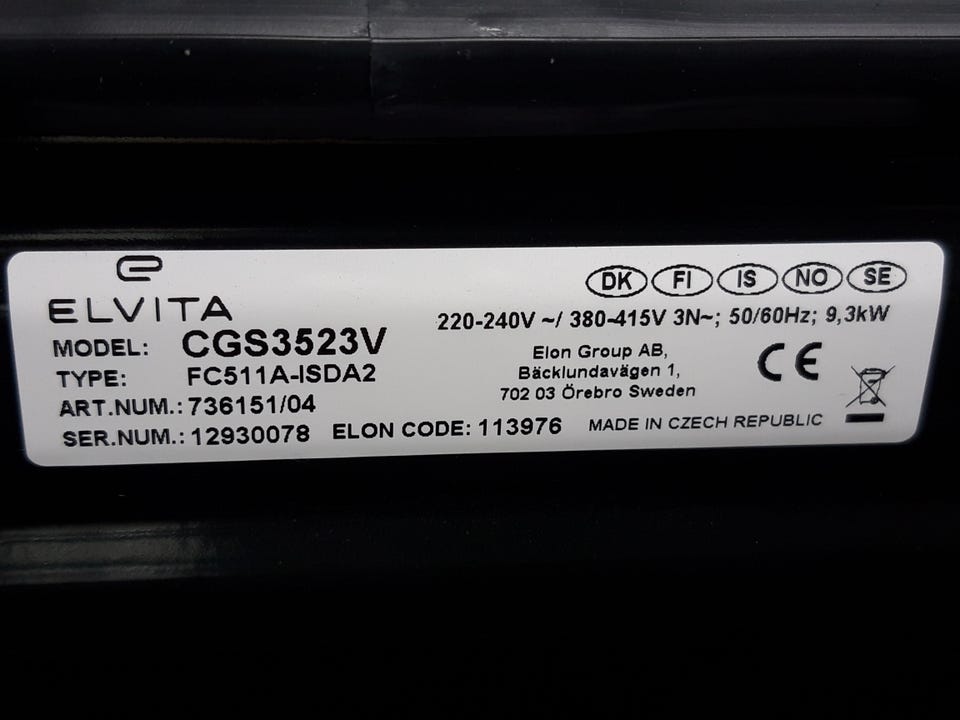 ELVITA
MODEL: CGS3523V
TYPE: FC511A-ISDA2
ART.NUM.: 736151/04
SER.NUM.: 12930078 ELON CODE: 113976
DK FI IS NO SE
220-240V ~/ 380-415V 3N~; 50/60Hz; 9,3kW
Elon Group AB,
Bäcklundavägen 1,
702 03 Örebro Sweden
CE
MADE IN CZECH REPUBLIC